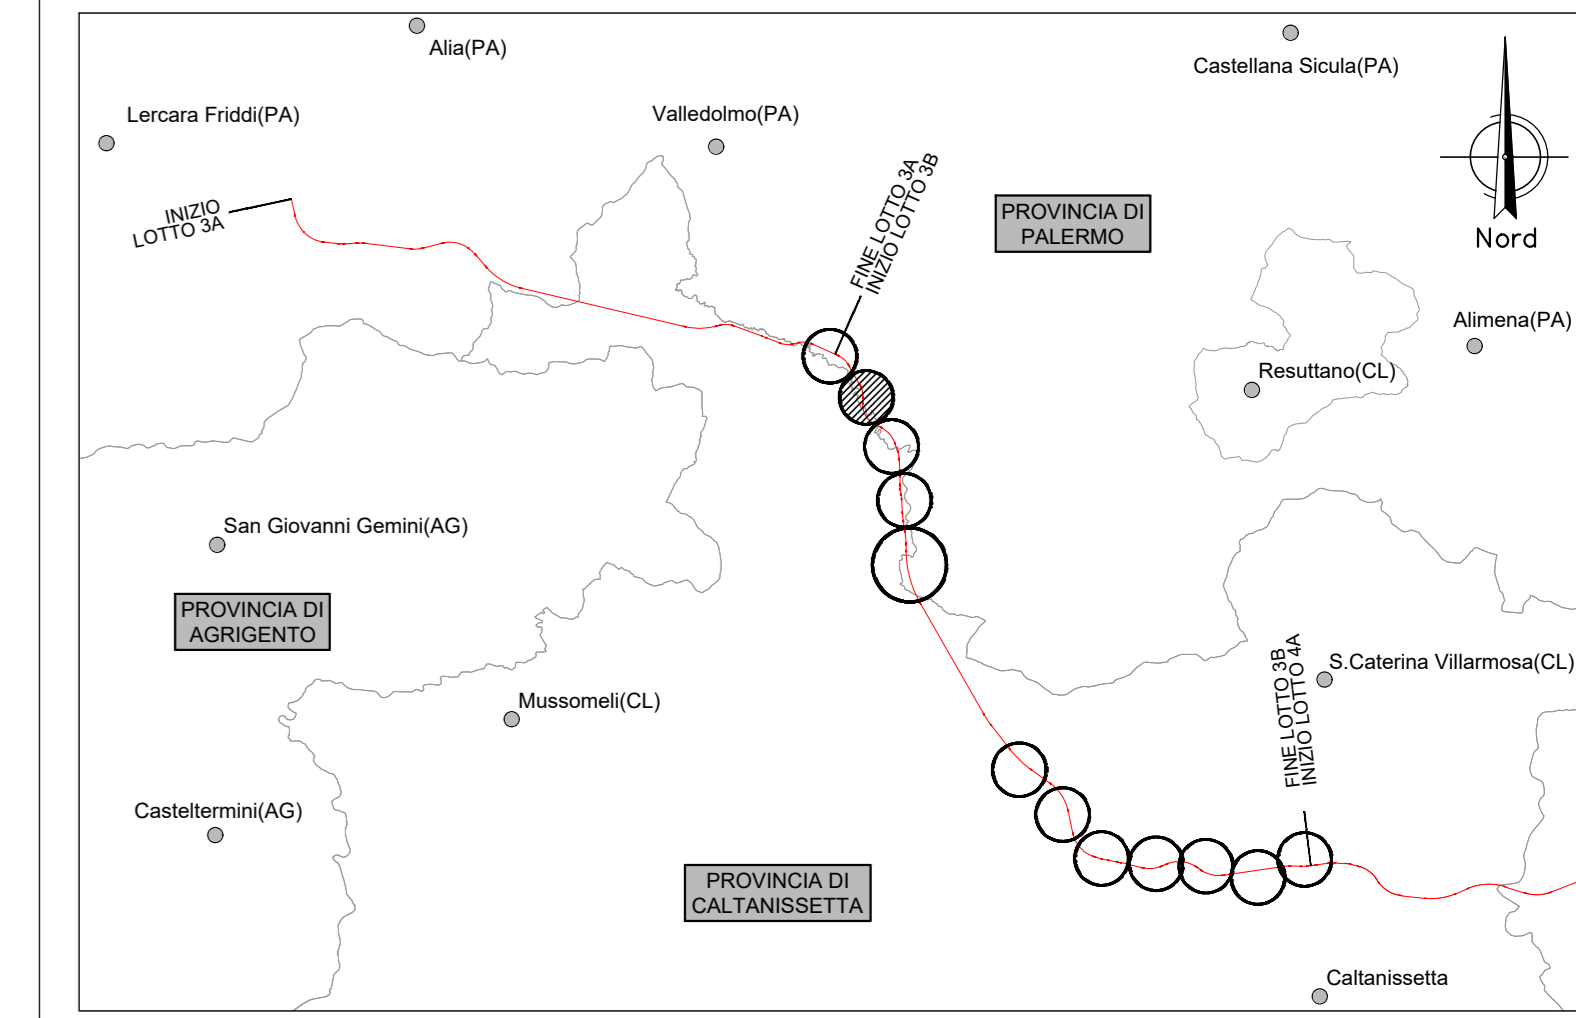 Alia(PA)
Castellana Sicula(PA)
Lercara Friddi(PA)
Valledolmo(PA)
INIZIO
LOTTO 3A
FINE LOTTO 3A
INIZIO LOTTO 3B
PROVINCIA DI
PALERMO
Nord
Alimena(PA)
Resuttano(CL)
San Giovanni Gemini(AG)
PROVINCIA DI
AGRIGENTO
Mussomeli(CL)
FINE LOTTO 3B
INIZIO LOTTO 4A
S.Caterina Villarmosa(CL)
Casteltermini(AG)
PROVINCIA DI
CALTANISSETTA
Caltanissetta